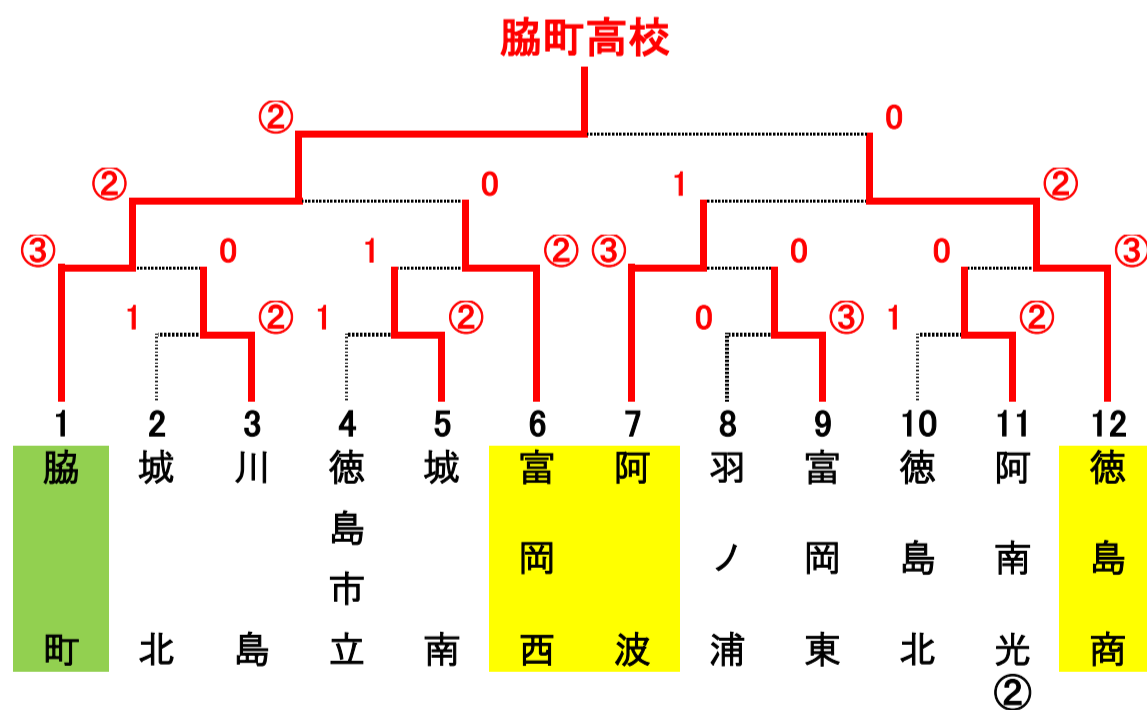 脇町高校
② 0
② 0 1 ②
③ 0 1 ② ③ 0 0 ③
1 ② 1 ② 0 ③ 1 ②
1 2 3 4 5 6 7 8 9 10 11 12
脇町
城北
川島
徳島市立
城南
富岡西
阿波
羽ノ浦
富岡東
徳島北
阿南光②
徳島商